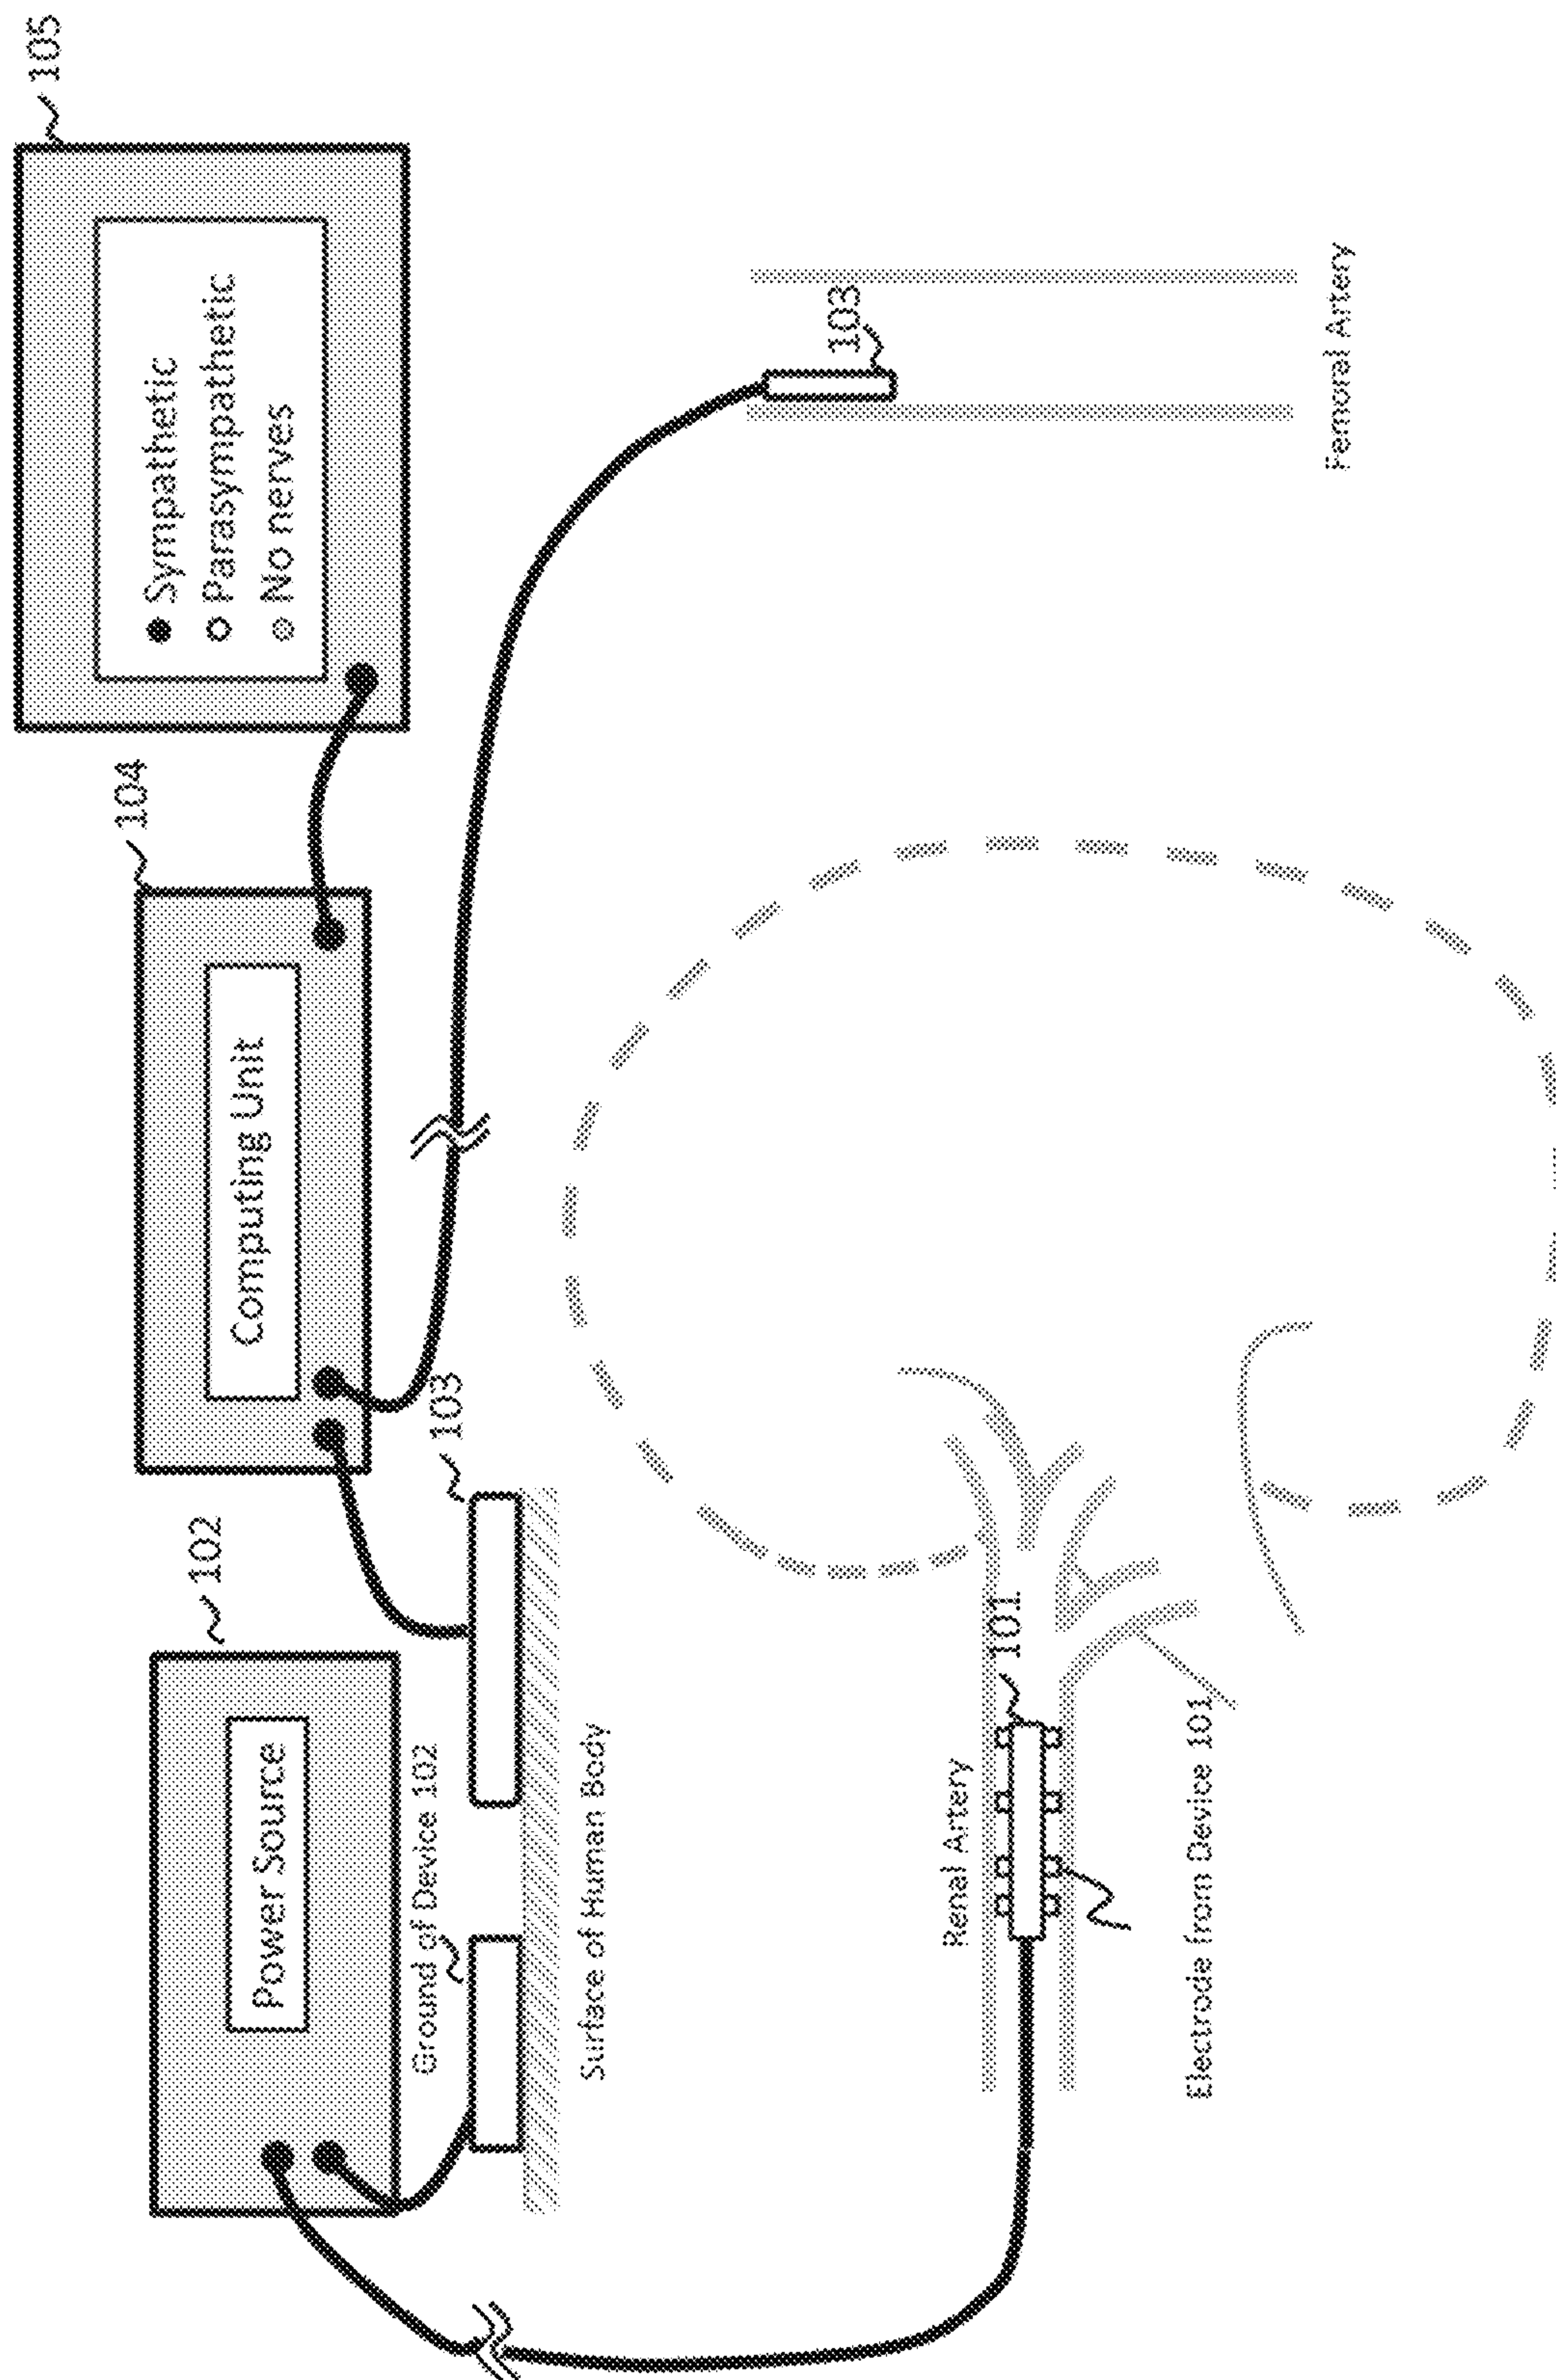 102
Power Source
104
Computing Unit
105
Sympathetic
Parasympathetic
No nerves
Ground of Device 102
103
Surface of Human Body
103
Renal Artery
101
Electrode from Device 101
Femoral Artery